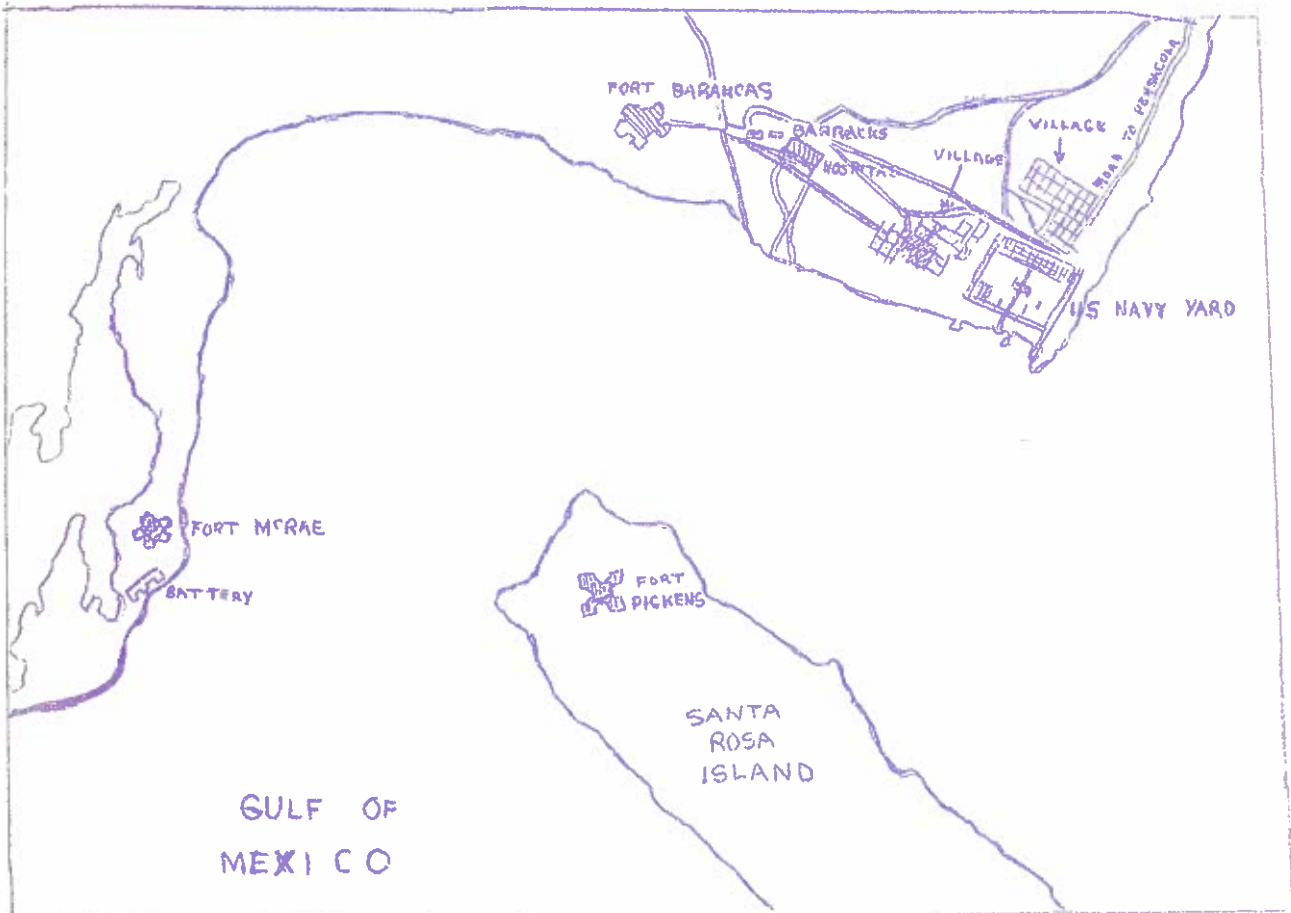 FORT BARANCAS
BARRACKS
HOSPITAL
VILLAGE
VILLAGE
ROAD TO PENSACOLA
US NAVY YARD
FORT McRAE
BATTERY
FORT
PICKENS
SANTA
ROSA
ISLAND
GULF OF
MEXICO